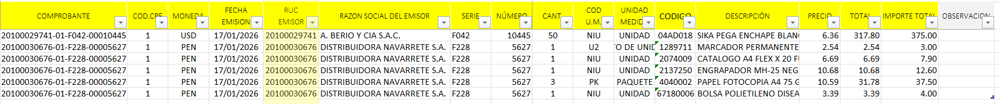 COMPROBANTE COD.CPE MONEDA FECHA EMISION RUC EMISOR RAZON SOCIAL DEL EMISOR SERIE NÚMERO CANT COD U.M. UNIDAD MEDID CODIGO DESCRIPCIÓN PRECIO TOTAL IMPORTE TOTAL OBSERVACION
20100029741-01-F042-00010445 1 USD 17/01/2026 20100029741 A. BERIO Y CIA S.A.C. F042 10445 50 NIU UNIDAD 04AD018 SIKA PEGA ENCHAPE BLAN 6.36 317.80 375.00
20100030676-01-F228-00005627 1 PEN 17/01/2026 20100030676 DISTRIBUIDORA NAVARRETE S.A. F228 5627 1 U2 O DE UNID 1289711 MARCADOR PERMANENTE 2.54 2.54 3.00
20100030676-01-F228-00005627 1 PEN 17/01/2026 20100030676 DISTRIBUIDORA NAVARRETE S.A. F228 5627 1 NIU UNIDAD 2074009 CATALOGO A4 FLEX X 20 FU 6.69 6.69 7.90
20100030676-01-F228-00005627 1 PEN 17/01/2026 20100030676 DISTRIBUIDORA NAVARRETE S.A. F228 5627 1 NIU UNIDAD 2137250 ENGRAPADOR MH-25 NEG 10.68 10.68 12.60
20100030676-01-F228-00005627 1 PEN 17/01/2026 20100030676 DISTRIBUIDORA NAVARRETE S.A. F228 5627 3 PK PAQUETE 4040002 PAPEL FOTOCOPIA A4 75 G 10.59 31.78 37.50
20100030676-01-F228-00005627 1 PEN 17/01/2026 20100030676 DISTRIBUIDORA NAVARRETE S.A. F228 5627 1 NIU UNIDAD 67180006 BOLSA POLIETILENO DISEA 3.39 3.39 4.00